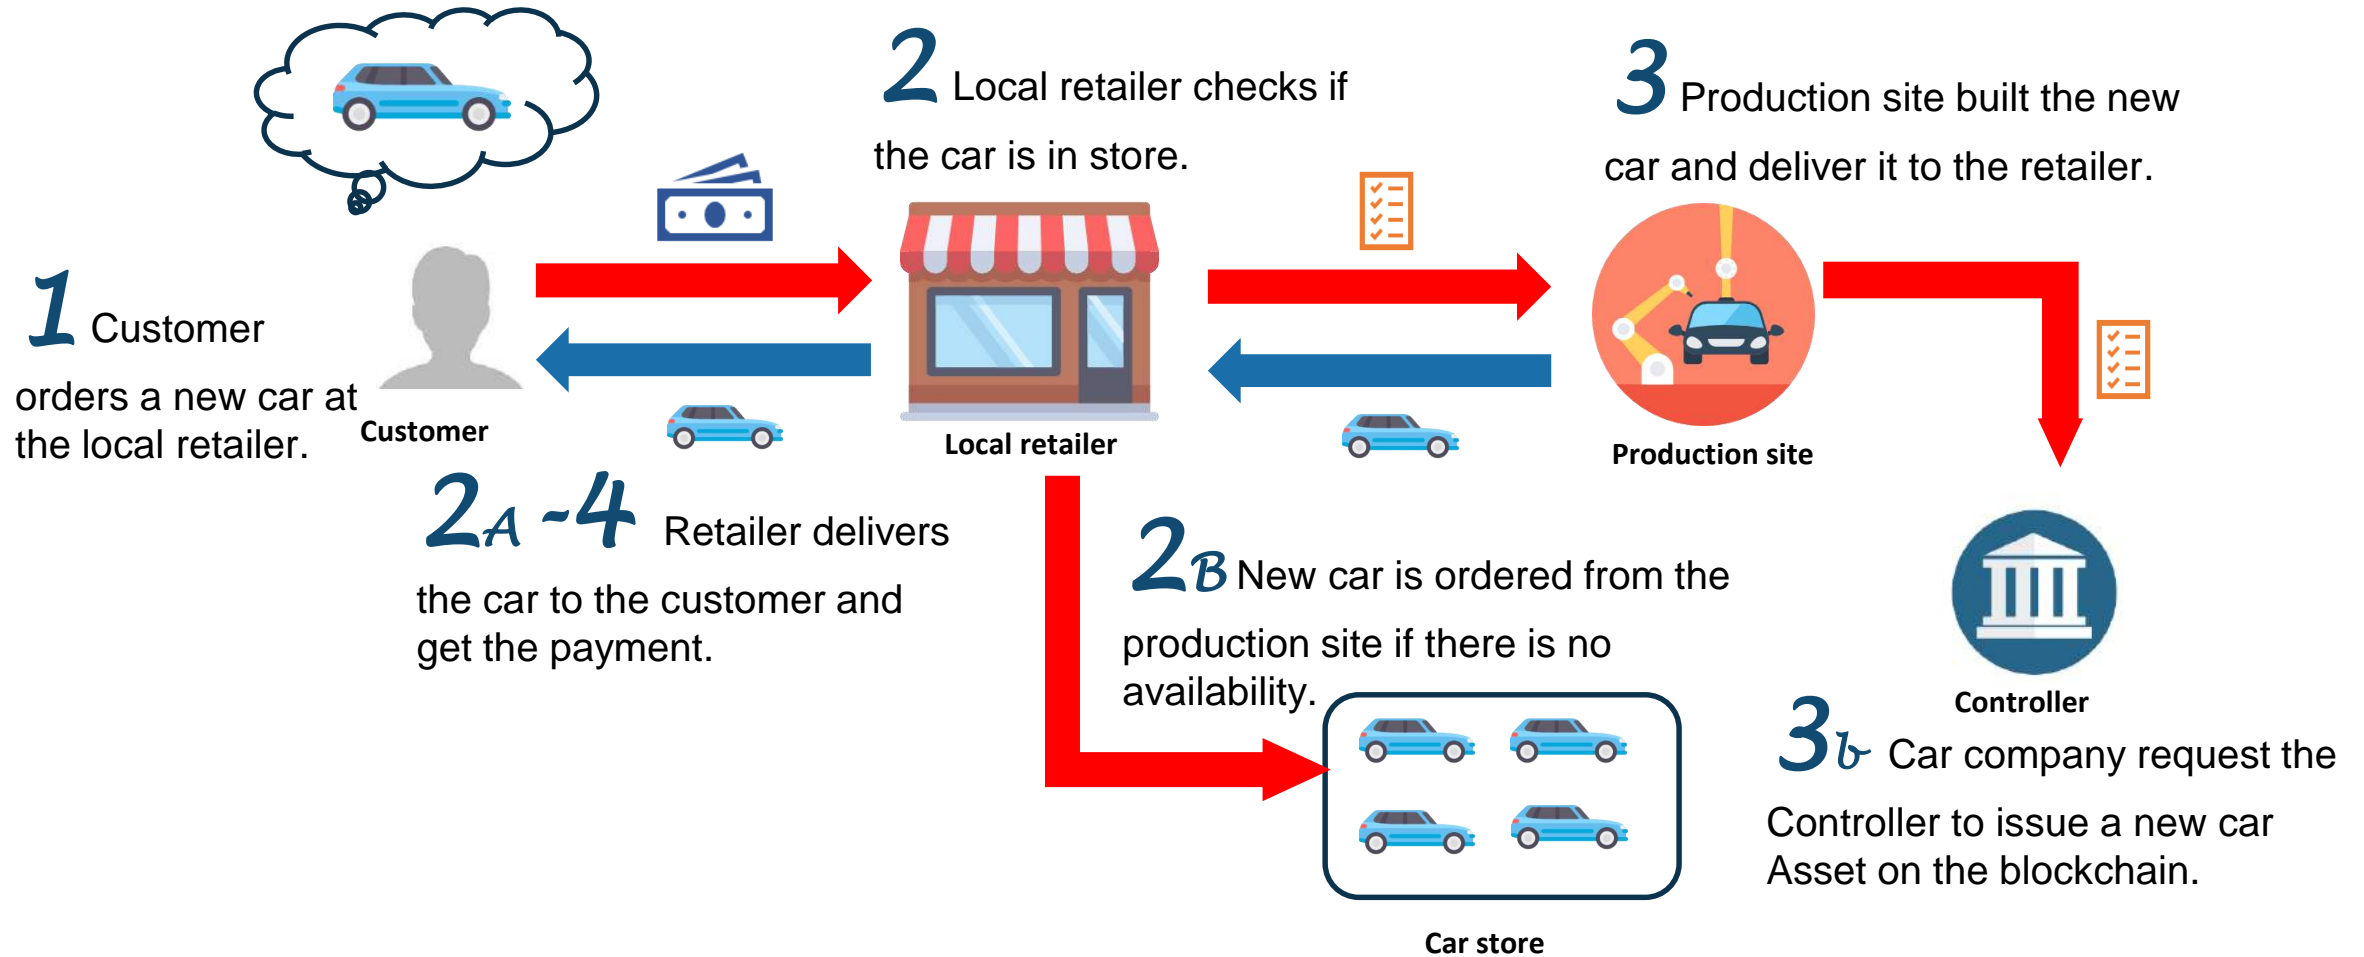 1 Customer
orders a new car at
the local retailer.
Customer
2 Local retailer checks if
the car is in store.
Local retailer
3 Production site built the new
car and deliver it to the retailer.
Production site
2A-4 Retailer delivers
the car to the customer and
get the payment.
2B New car is ordered from the
production site if there is no
availability.
Car store
Controller
3b Car company request the
Controller to issue a new car
Asset on the blockchain.